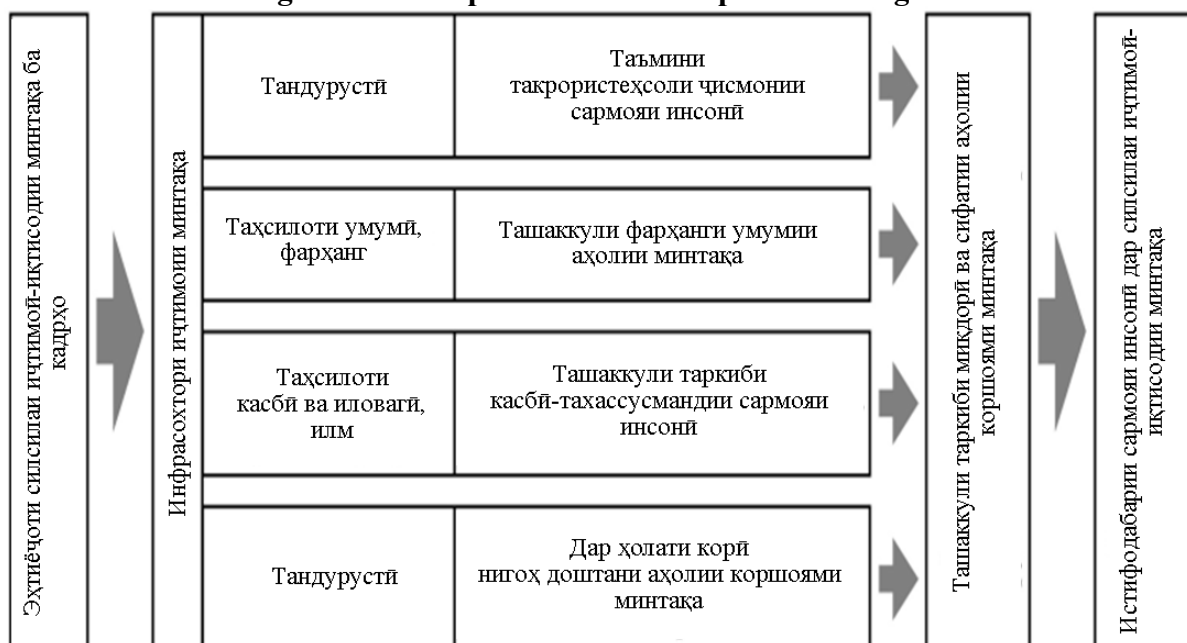 Эҳтиёҷоти силсилаи иҷтимоӣ-иқтисодии минтақа ба
кадрҳо
Инфрасохтори иҷтимоии минтақа
Тандурустӣ
Таъмини
такрористеҳсоли ҷисмонии
сармояи инсонӣ
Таҳсилоти умумӣ,
фарҳанг
Ташаккули фарҳанги умумии
аҳолии минтақа
Таҳсилоти
касбӣ ва иловагӣ,
илм
Ташаккули таркиби
касбӣ-тахассусмандии сармояи
инсонӣ
Тандурустӣ
Дар ҳолати корӣ
нигоҳ доштани аҳолии коршоями
минтақа
Ташаккули таркиби миқдорӣ ва сифатии аҳолии
коршоями минтақа
Истифодабарии сармояи инсонӣ дар силсилаи иҷтимоӣ-
иқтисодии минтақа